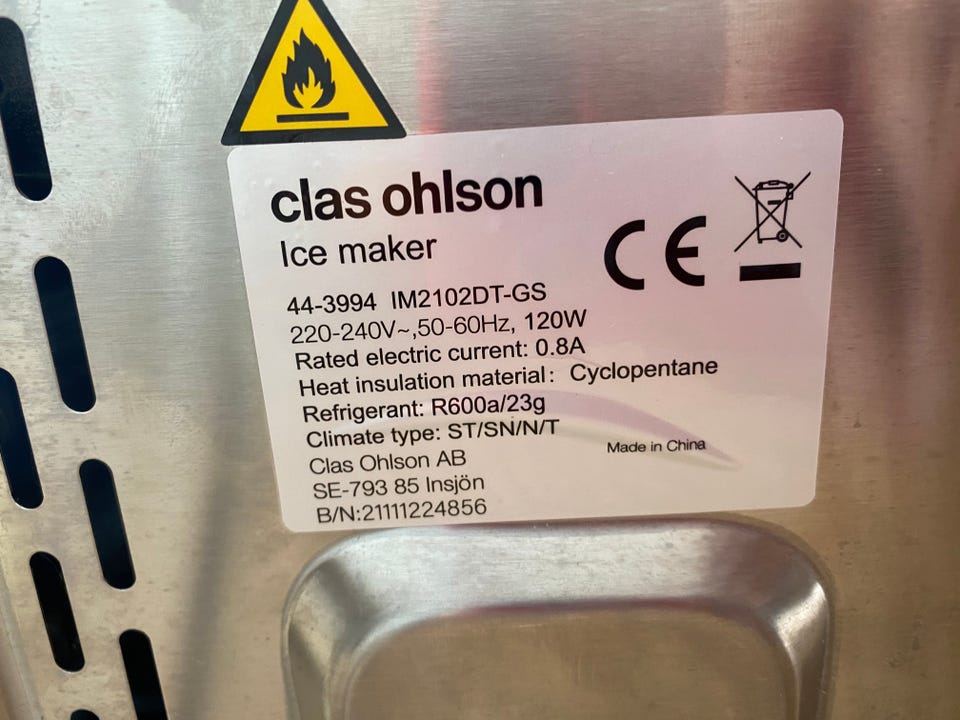 clas ohlson
Ice maker
CE
44-3994 IM2102DT-GS
220-240V~,50-60Hz, 120W
Rated electric current: 0.8A
Heat insulation material: Cyclopentane
Refrigerant: R600a/23g
Climate type: ST/SN/N/T
Made in China
Clas Ohlson AB
SE-793 85 Insjön
B/N:21111224856